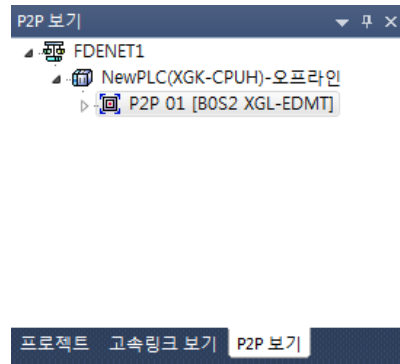 P2P 보기
FDENET1
NewPLC(XGK-CPUH)-오프라인
P2P 01 [B0S2 XGL-EDMT]
프로젝트 고속링크 보기 P2P 보기